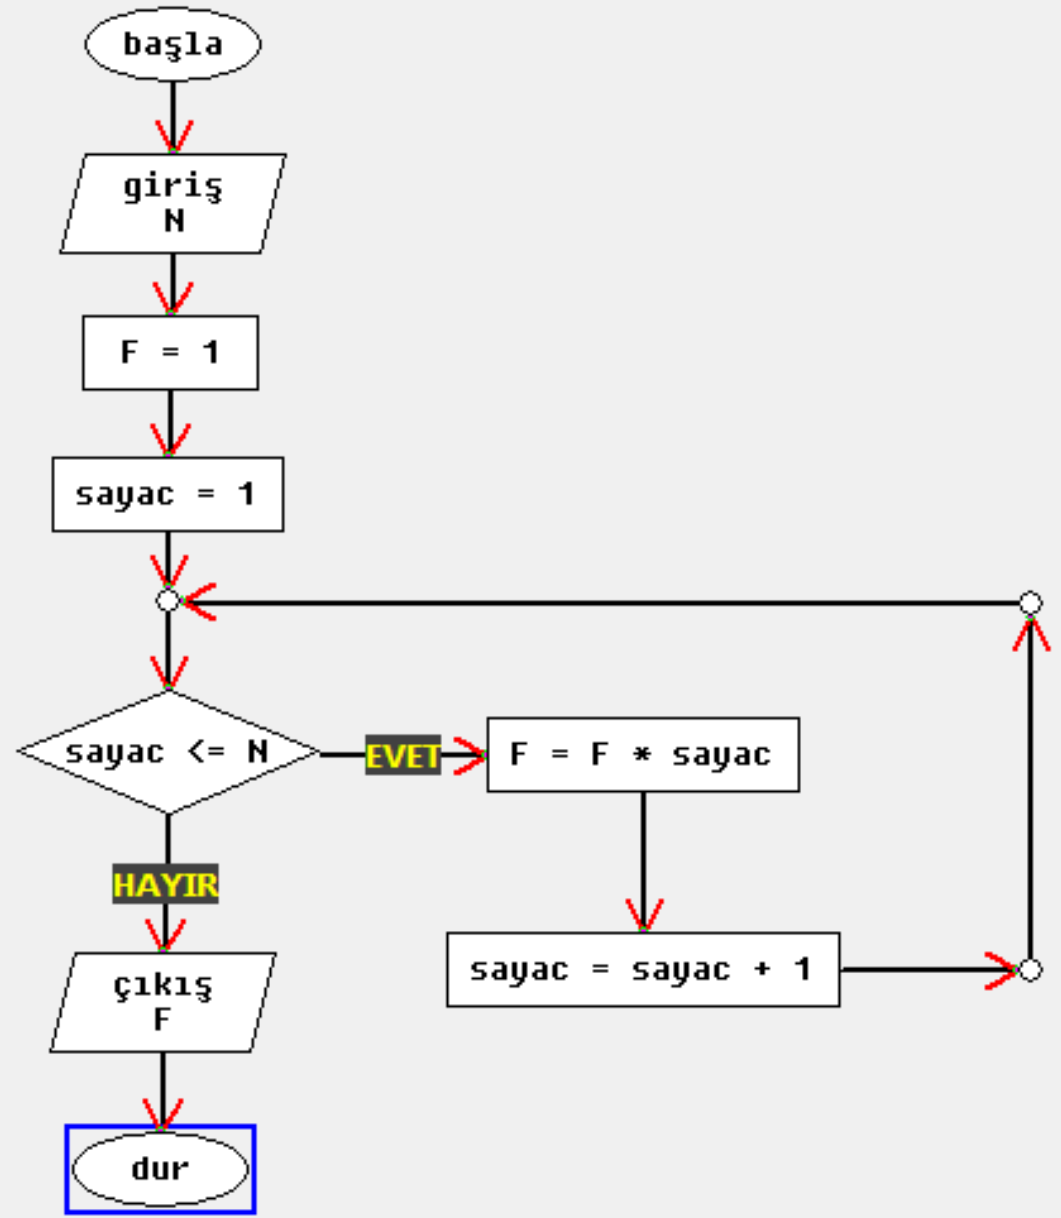 başla
giriş
N
F = 1
sayac = 1
sayac <= N
EVET
F = F * sayac
sayac = sayac + 1
HAYIR
çıkış
F
dur